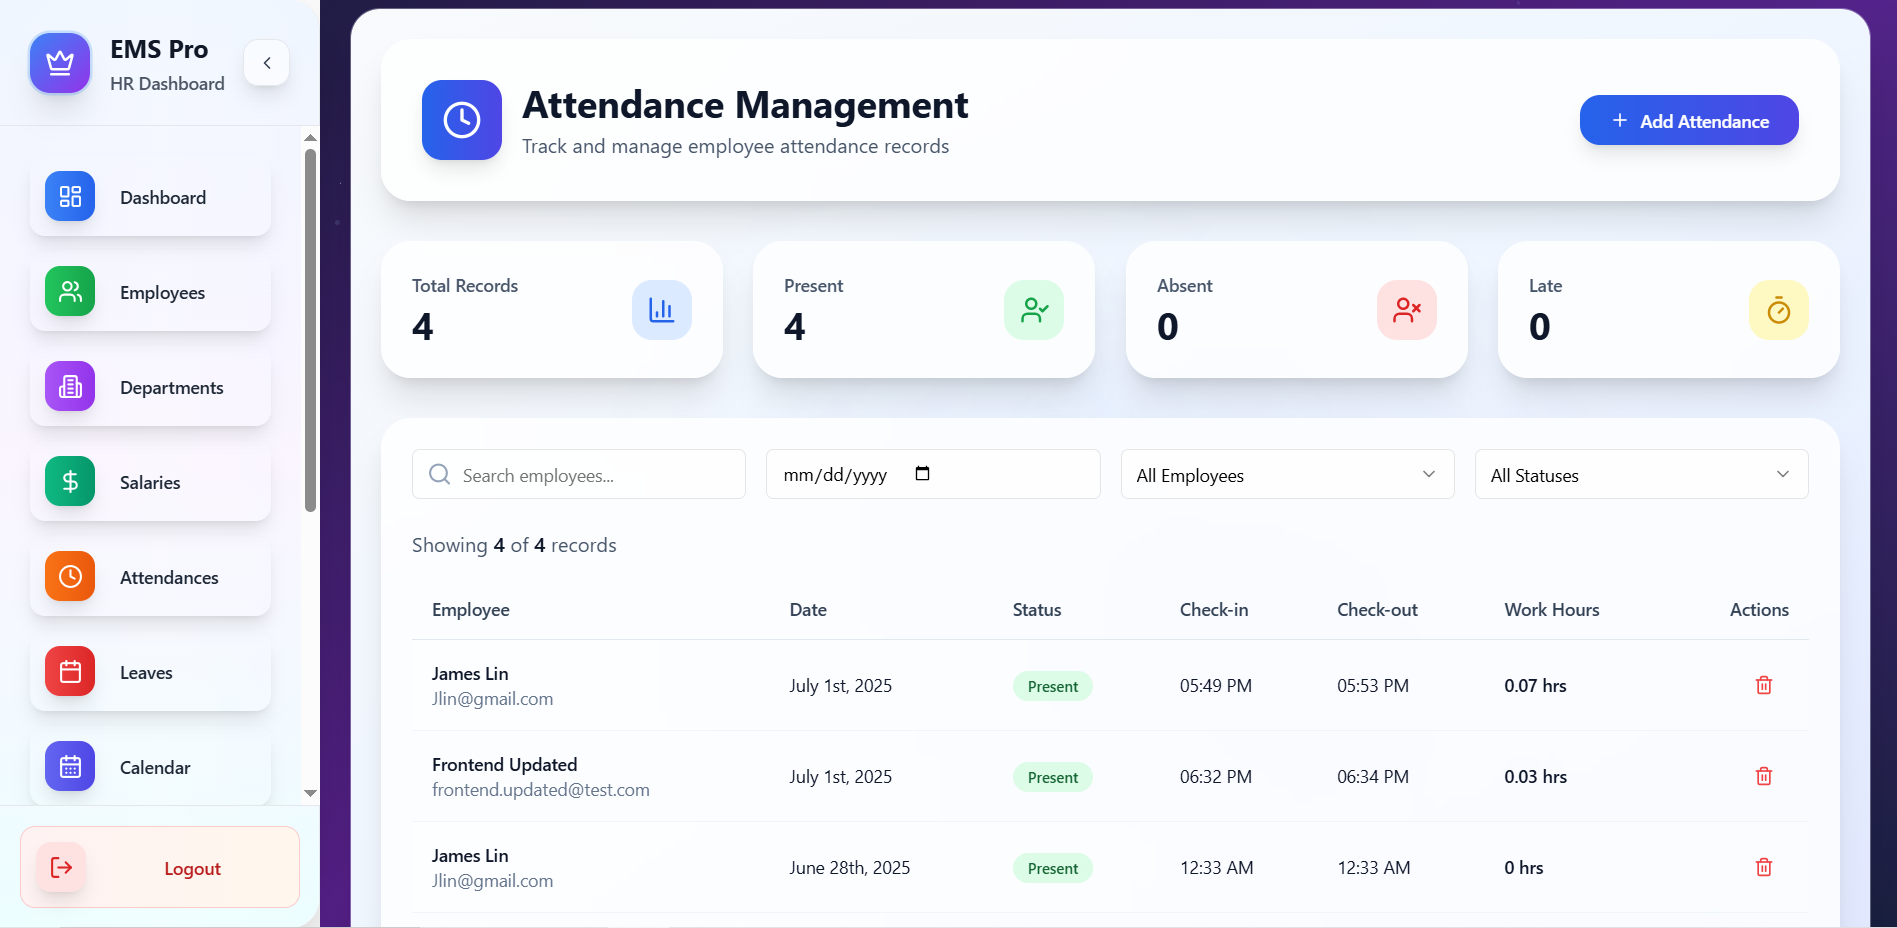 EMS Pro
HR Dashboard
Dashboard
Employees
Departments
Salaries
Attendances
Leaves
Calendar
Logout
Attendance Management
Track and manage employee attendance records
Add Attendance
Total Records
4
Present
4
Absent
0
Late
0
Search employees...
mm/dd/yyyy
All Employees
All Statuses
Showing 4 of 4 records
Employee Date Status Check-in Check-out Work Hours Actions
James Lin
Jlin@gmail.com
July 1st, 2025 Present 05:49 PM 05:53 PM 0.07 hrs
Frontend Updated
frontend.updated@test.com
July 1st, 2025 Present 06:32 PM 06:34 PM 0.03 hrs
James Lin
Jlin@gmail.com
June 28th, 2025 Present 12:33 AM 12:33 AM 0 hrs